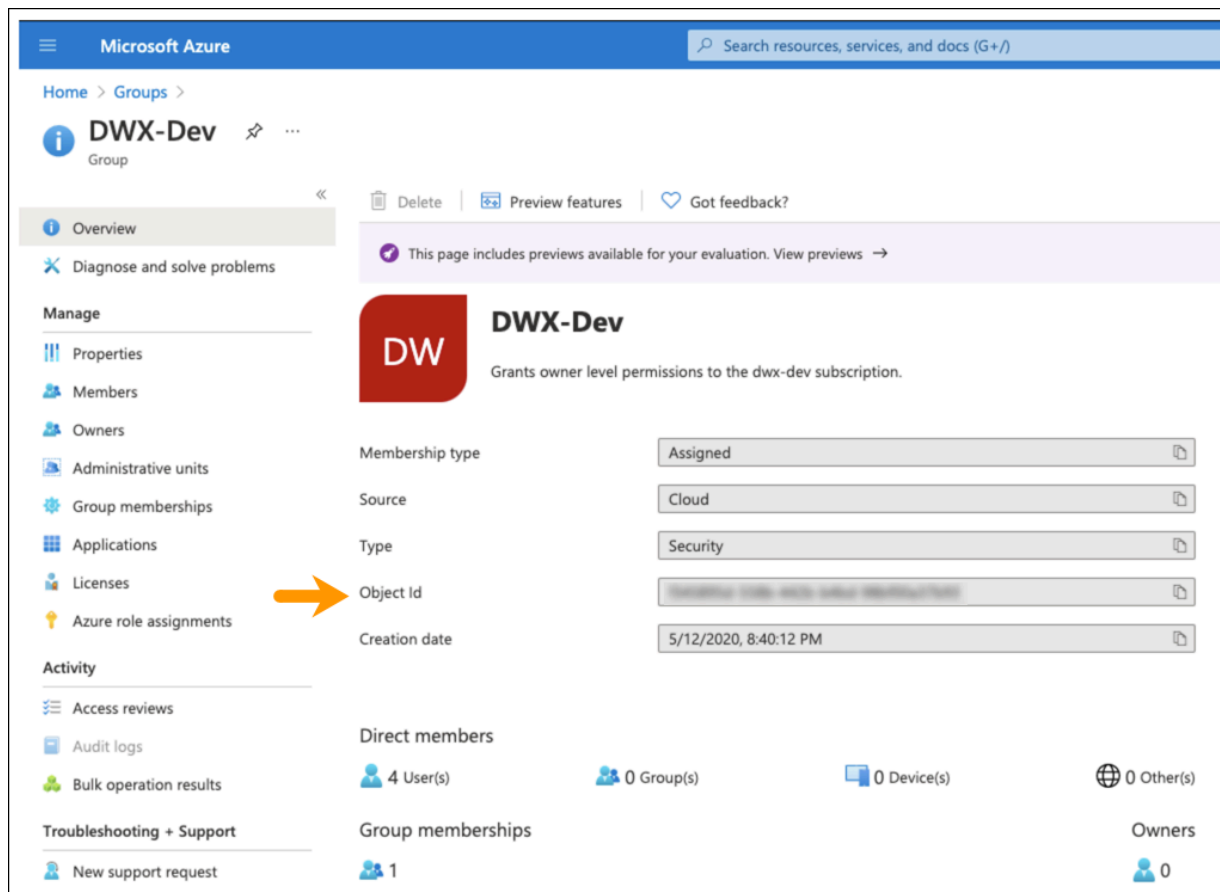 Microsoft Azure
Search resources, services, and docs (G+/)
Home > Groups >
DWX-Dev
Group
Overview
Diagnose and solve problems
Manage
Properties
Members
Owners
Administrative units
Group memberships
Applications
Licenses
Azure role assignments
Activity
Access reviews
Audit logs
Bulk operation results
Troubleshooting + Support
New support request
Delete
Preview features
Got feedback?
This page includes previews available for your evaluation. View previews →
DW
DWX-Dev
Grants owner level permissions to the dwx-dev subscription.
Membership type Assigned
Source Cloud
Type Security
Object Id
Creation date 5/12/2020, 8:40:12 PM
Direct members
4 User(s) 0 Group(s) 0 Device(s) 0 Other(s)
Group memberships Owners
1 0